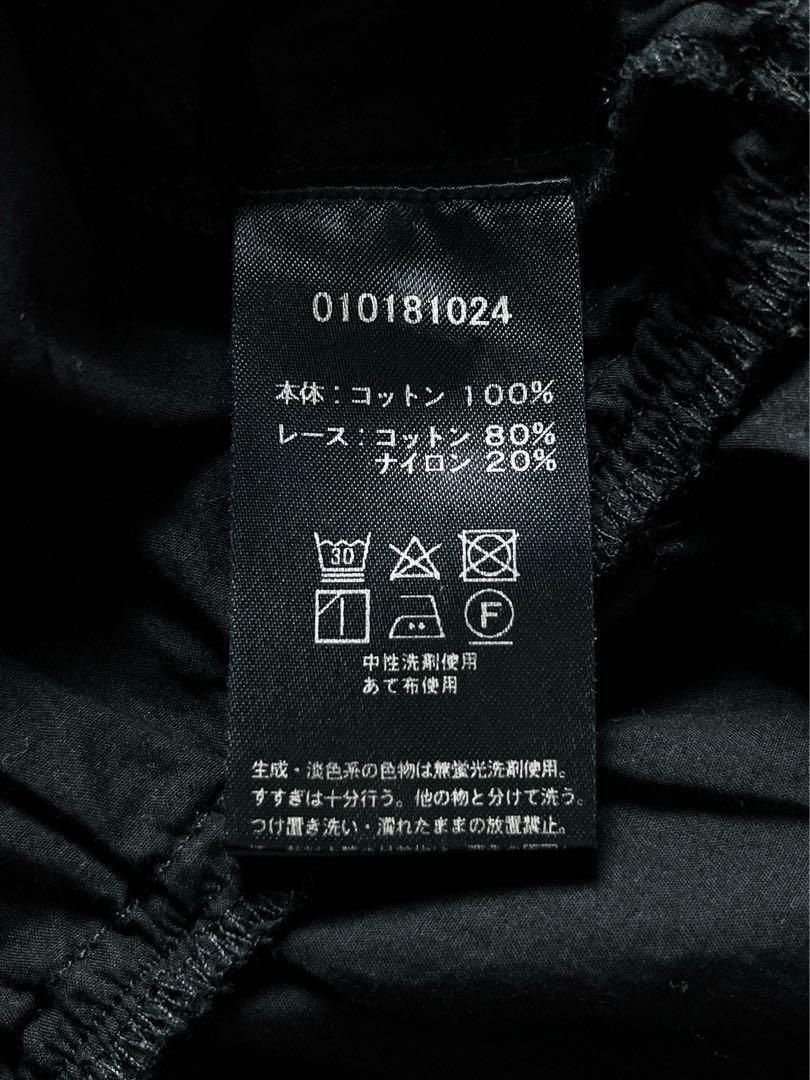 010181024
本体：コットン 100%
レース：コットン 80%
ナイロン 20%
30
F
中性洗剤使用
あて布使用
生成・淡色系の色物は無蛍光洗剤使用。
すすぎは十分行う。他の物と分けて洗う。
つけ置き洗い・濡れたままの放置禁止。